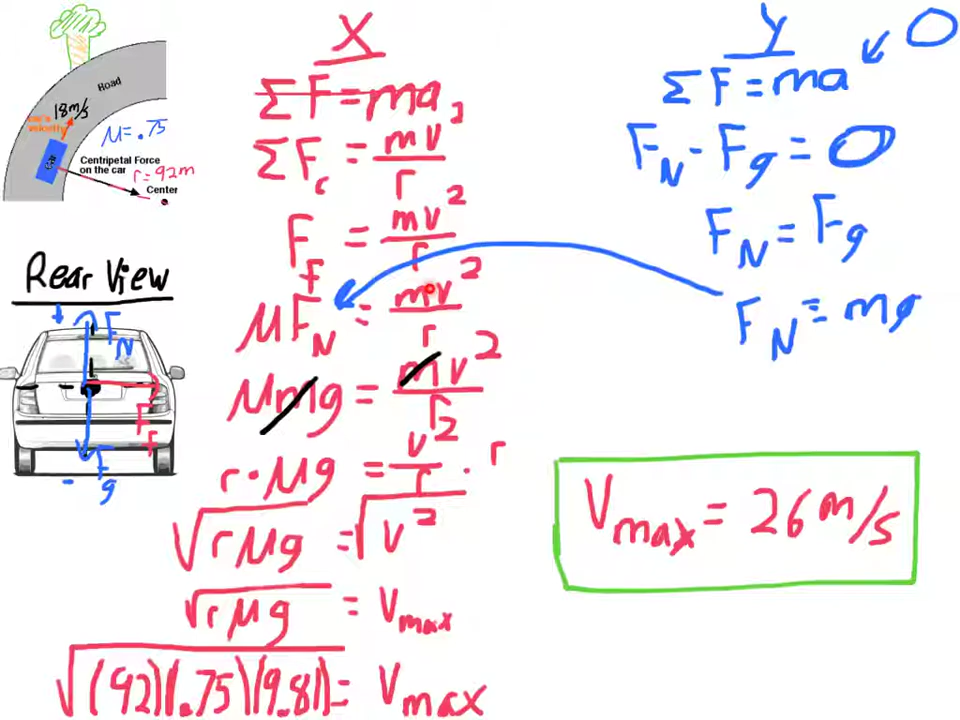 Road
18m/s
car's
velocity
μ=.75
Car
Centripetal Force
on the car
r=92m
Center
Rear View
F_N
F_f
F_g
X
ΣF=ma
ΣF_c = mv²/r
F_f = mv²/r
μF_N = mv²/r
μmg = mv²/r
r·μg = v²/r · r
√rμg = √v²
√rμg = V_max
√(92)(.75)(9.81) = V_max
Y
0
ΣF=ma
F_N - F_g = 0
F_N = F_g
F_N = mg
V_max = 26 m/s